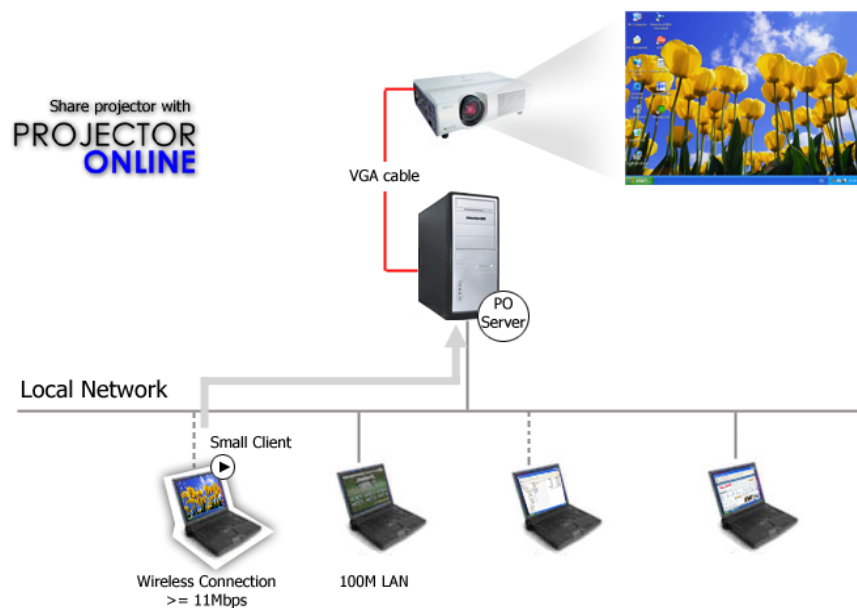 Share projector with
PROJECTOR
ONLINE
VGA cable
PO
Server
Local Network
Small Client
Wireless Connection
>= 11Mbps
100M LAN